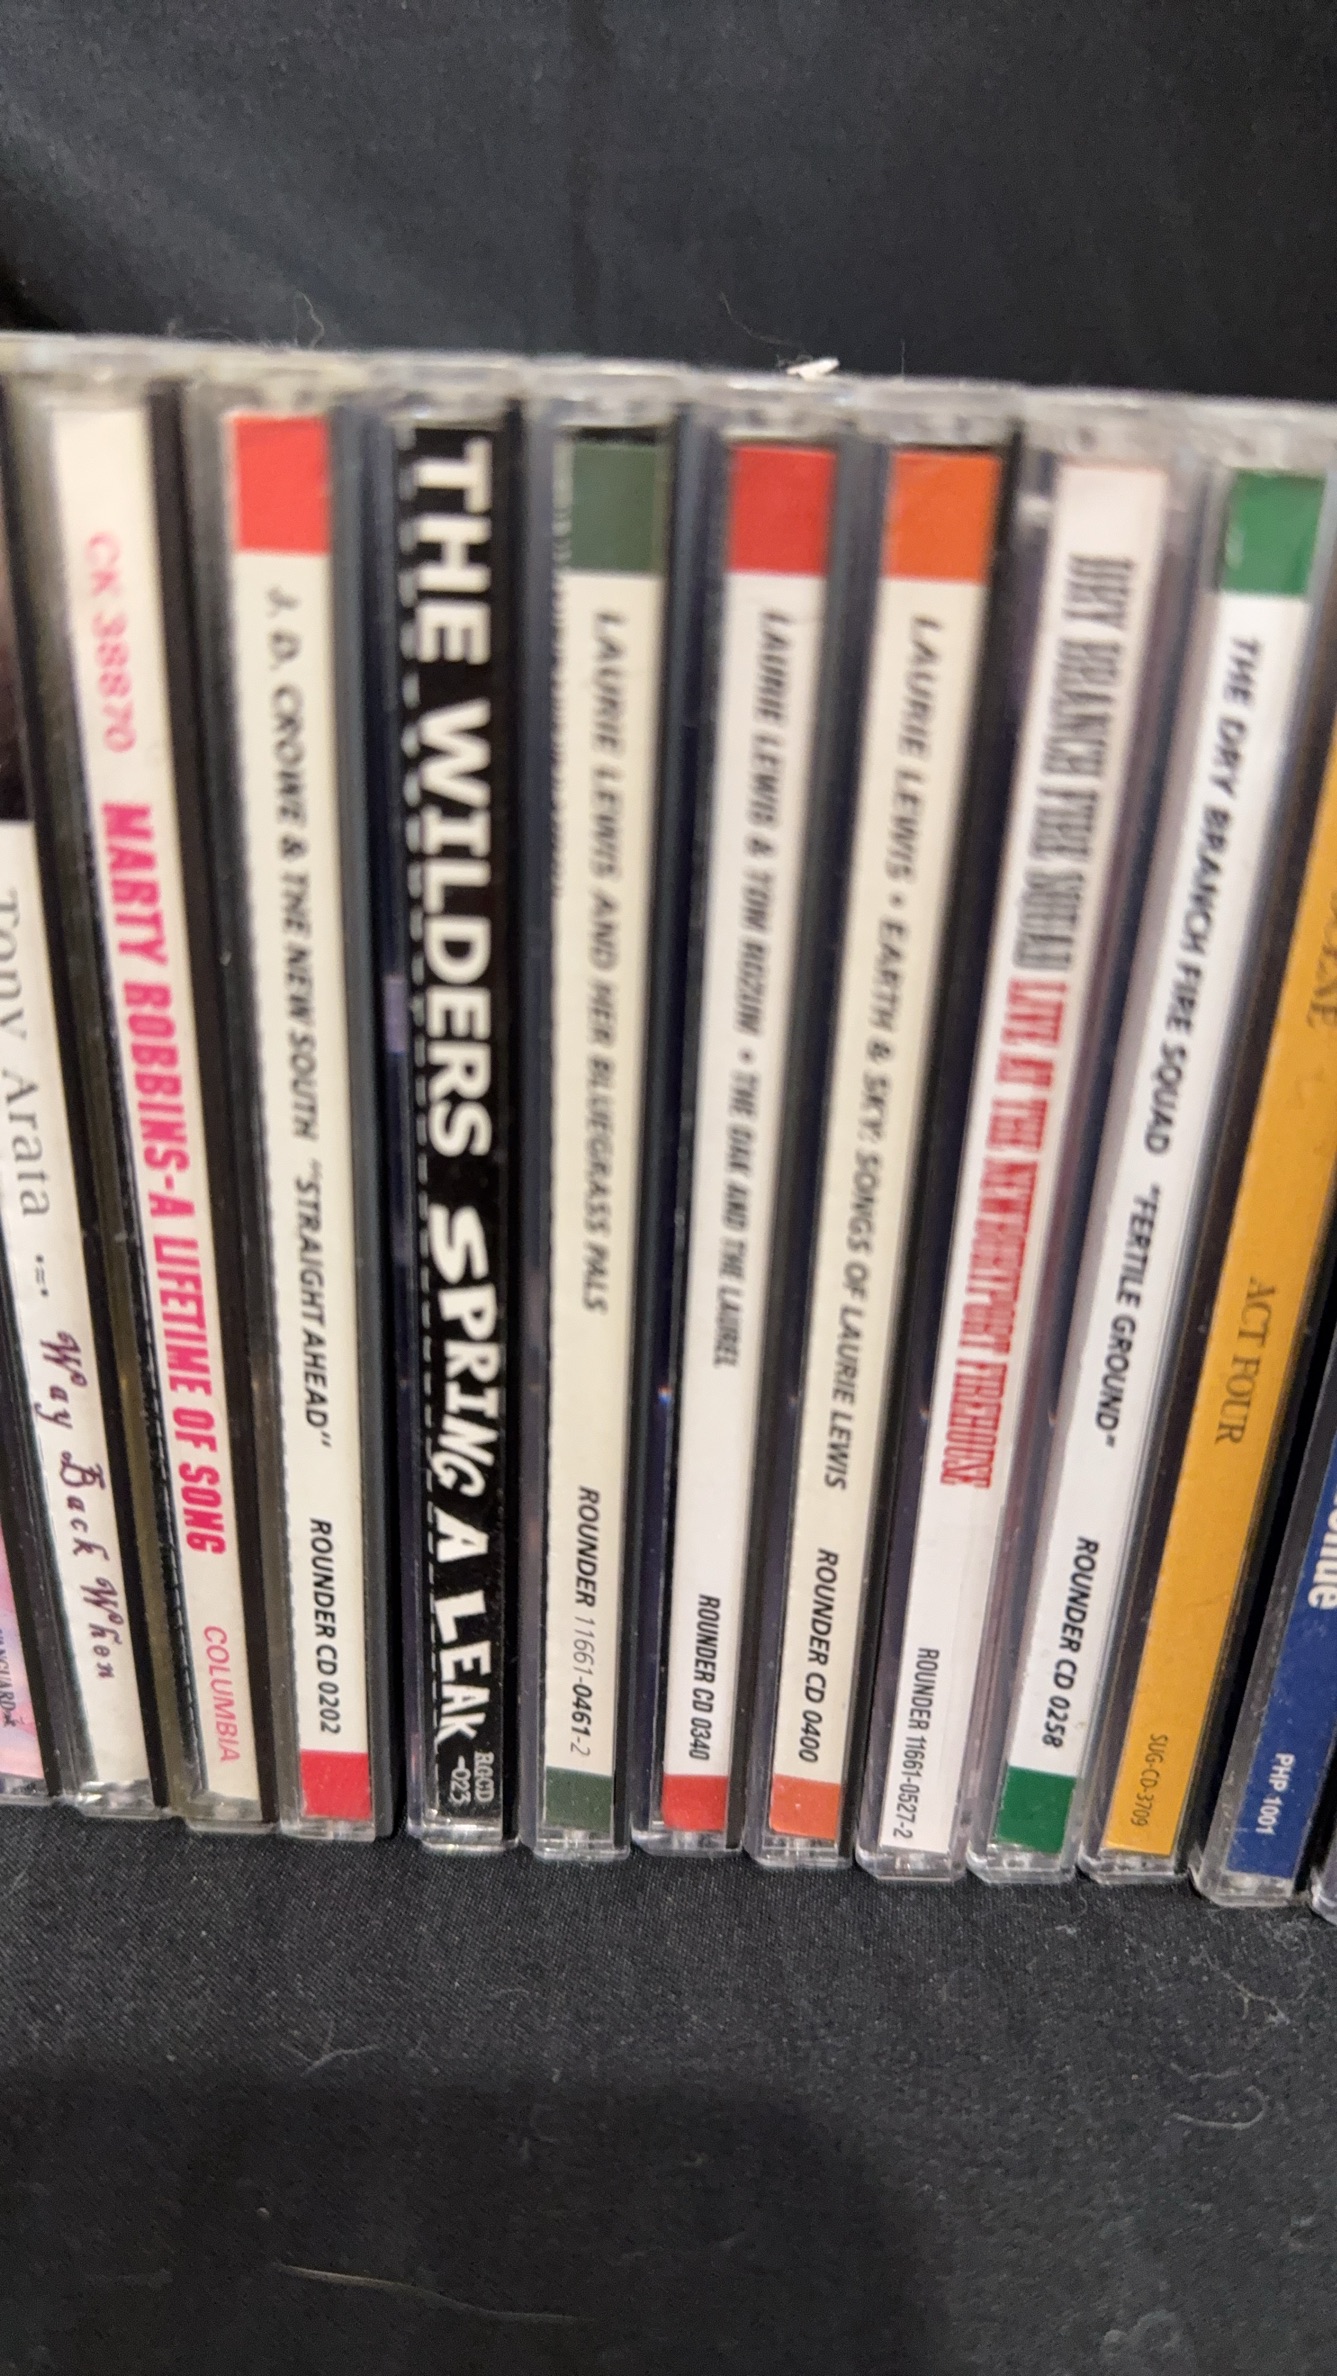 VANGUARD
Tony Arata Way Back When
CK 38870 MARTY ROBBINS-A LIFETIME OF SONG COLUMBIA
J. D. CROWE & THE NEW SOUTH "STRAIGHT AHEAD" ROUNDER CD 0202
THE WILDERS SPRING A LEAK RGCD -023
LAURIE LEWIS AND HER BLUEGRASS PALS ROUNDER 11661-0461-2
LAURIE LEWIS & TOM ROZUM • THE OAK AND THE LAUREL ROUNDER CD 0340
LAURIE LEWIS • EARTH & SKY: SONGS OF LAURIE LEWIS ROUNDER CD 0400
DRY BRANCH FIRE SQUAD LIVE AT THE NEWBURYPORT FIREHOUSE ROUNDER 11661-0527-2
THE DRY BRANCH FIRE SQUAD "FERTILE GROUND" ROUNDER CD 0258
ACT FOUR SUG-CD-3709
PHP 1001